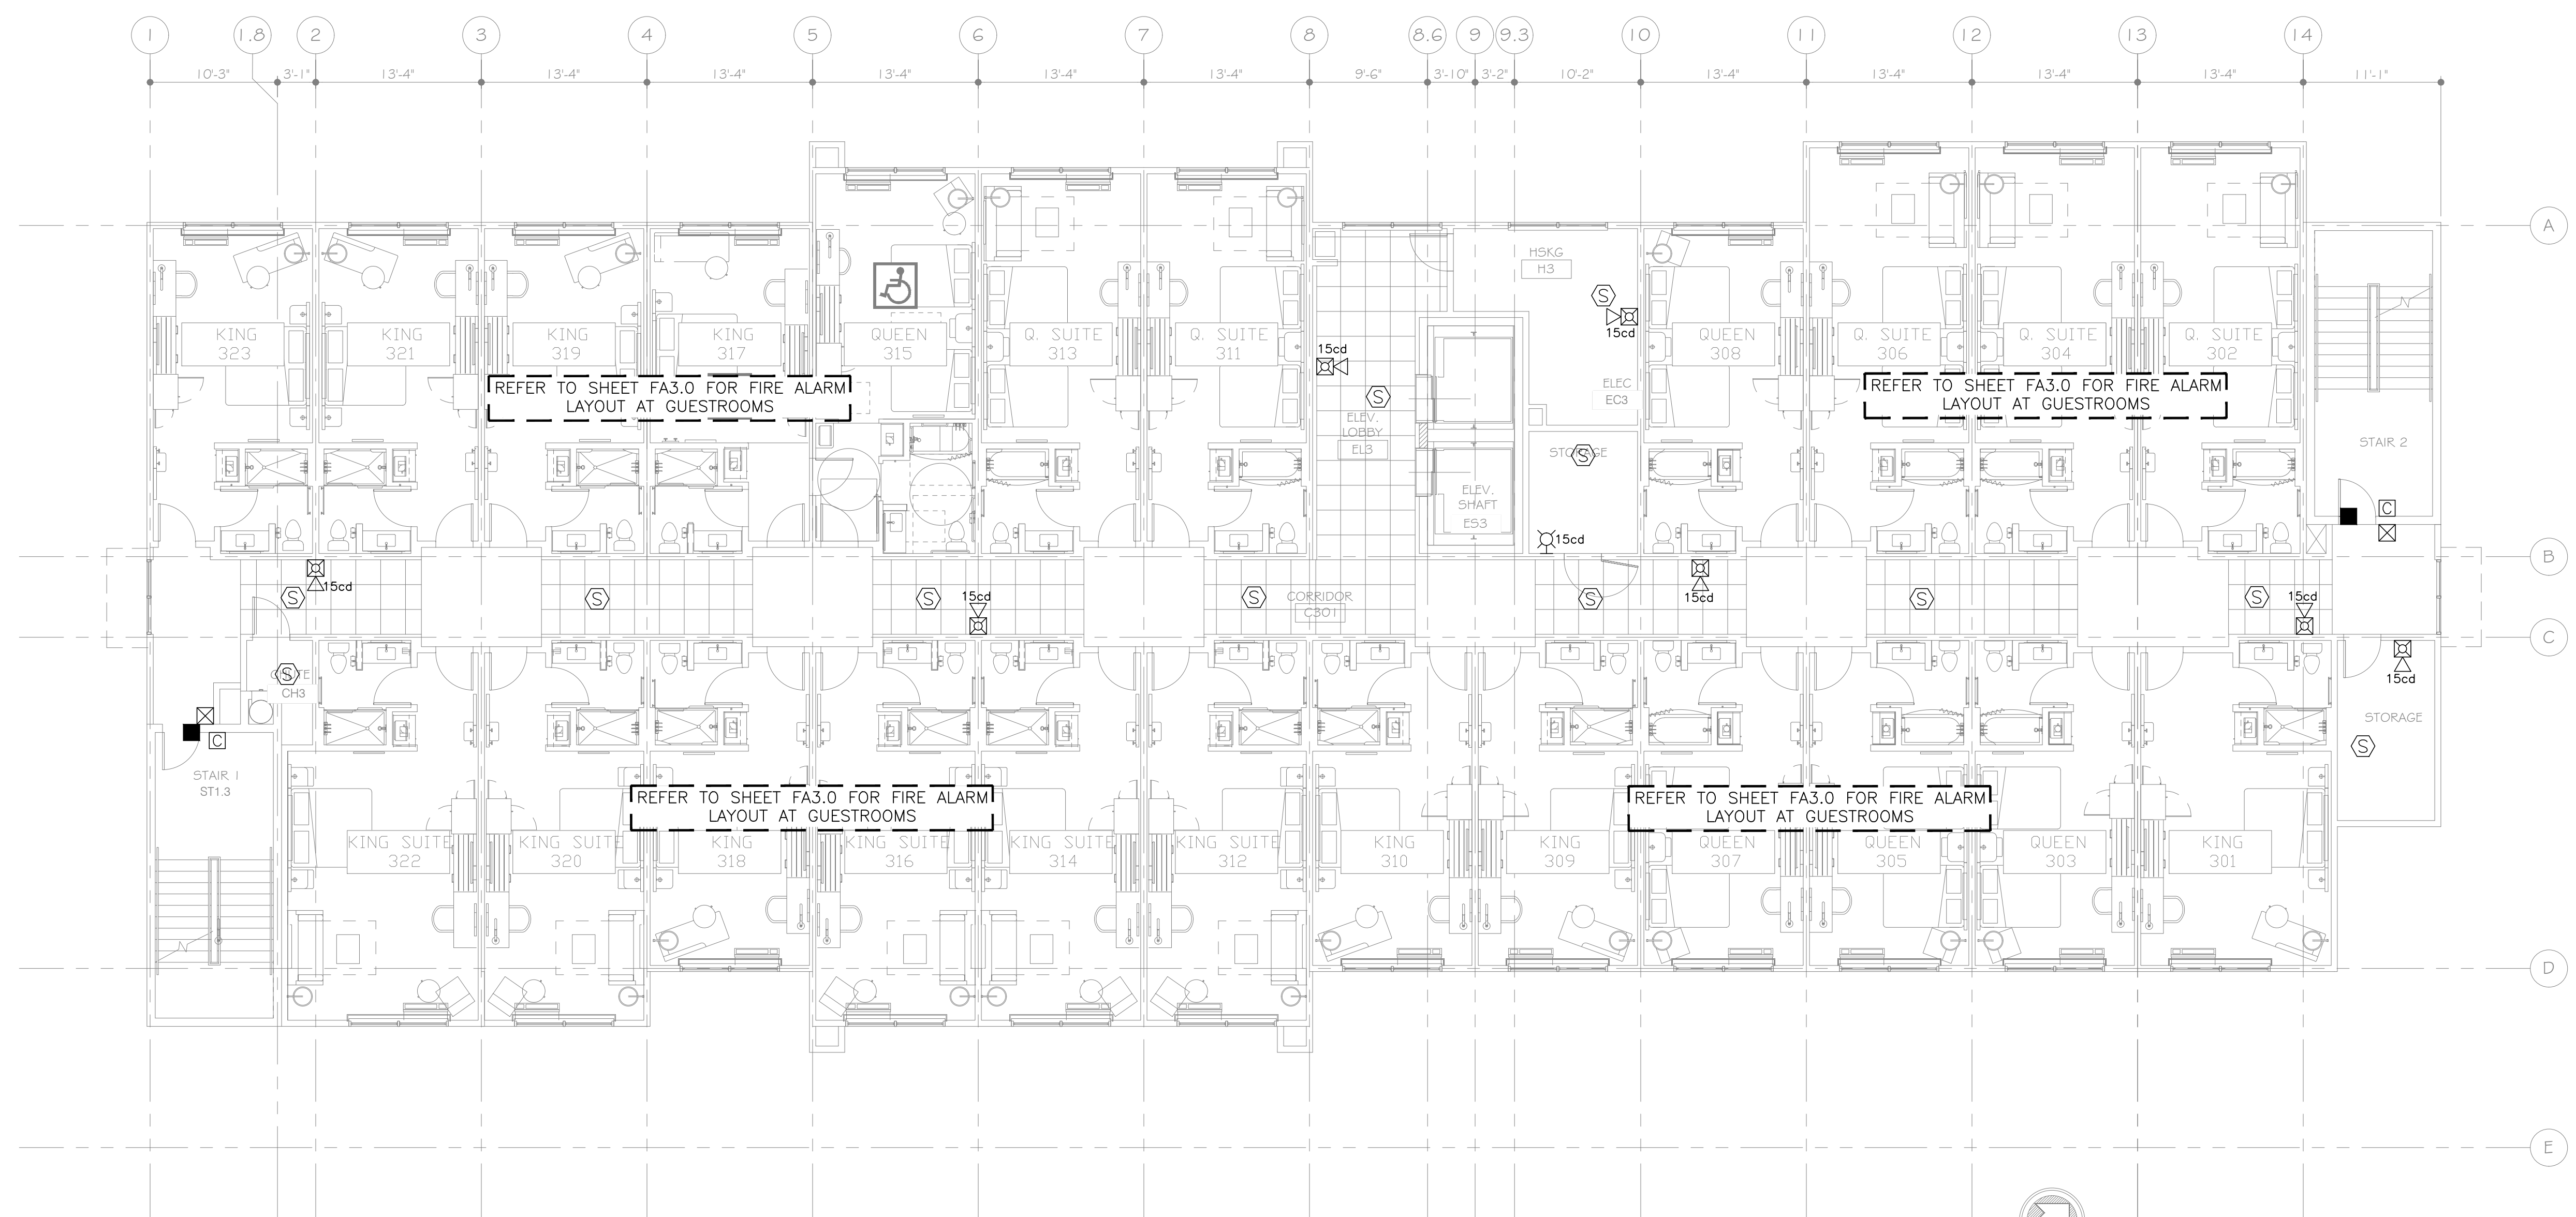 1 1.8 2 3 4 5 6 7 8 8.6 9 9.3 10 11 12 13 14
10'-3" 3'-1" 13'-4" 13'-4" 13'-4" 13'-4" 13'-4" 13'-4" 9'-6" 3'-10" 3'-2" 10'-2" 13'-4" 13'-4" 13'-4" 13'-4" 11'-1"
A
HSKG
H3
S
15cd
KING
323
KING
321
KING
319
KING
317
QUEEN
315
Q. SUITE
313
Q. SUITE
311
QUEEN
308
Q. SUITE
306
Q. SUITE
304
Q. SUITE
302
15cd
REFER TO SHEET FA3.0 FOR FIRE ALARM
LAYOUT AT GUESTROOMS
REFER TO SHEET FA3.0 FOR FIRE ALARM
LAYOUT AT GUESTROOMS
S
ELEV.
LOBBY
EL3
ELEC
EC3
STORAGE
S
STAIR 2
ELEV.
SHAFT
ES3
C
15cd
B
S
15cd
S
S
15cd
S
CORRIDOR
C301
S
15cd
S
S
15cd
C
S
CHUTE
CH3
15cd
STORAGE
S
C
STAIR 1
ST1.3
REFER TO SHEET FA3.0 FOR FIRE ALARM
LAYOUT AT GUESTROOMS
REFER TO SHEET FA3.0 FOR FIRE ALARM
LAYOUT AT GUESTROOMS
KING SUITE
322
KING SUITE
320
KING
318
KING SUITE
316
KING SUITE
314
KING SUITE
312
KING
310
KING
309
QUEEN
307
QUEEN
305
QUEEN
303
KING
301
D
E